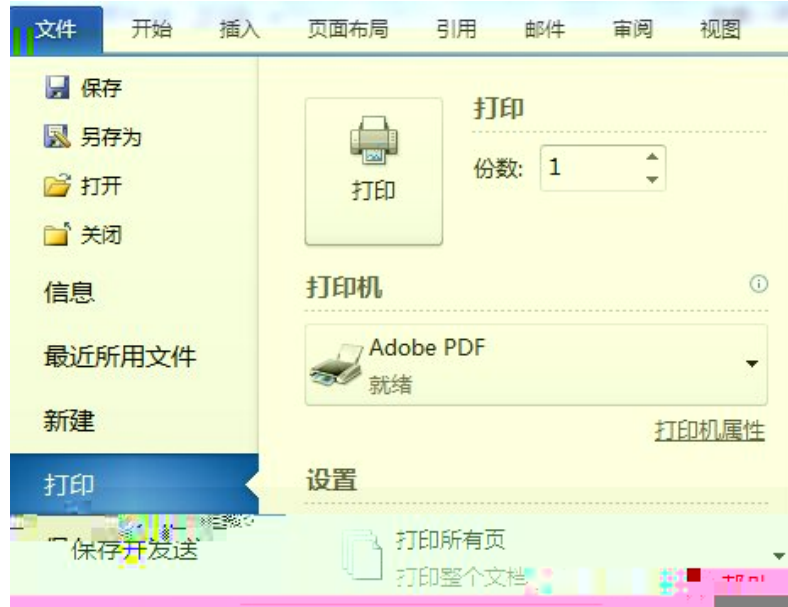 文件 开始 插入 页面布局 引用 邮件 审阅 视图
保存
另存为
打开
关闭
信息
最近所用文件
新建
打印
保存并发送
打印
打印
份数: 1
打印机
Adobe PDF
就绪
打印机属性
设置
打印所有页
打印整个文档